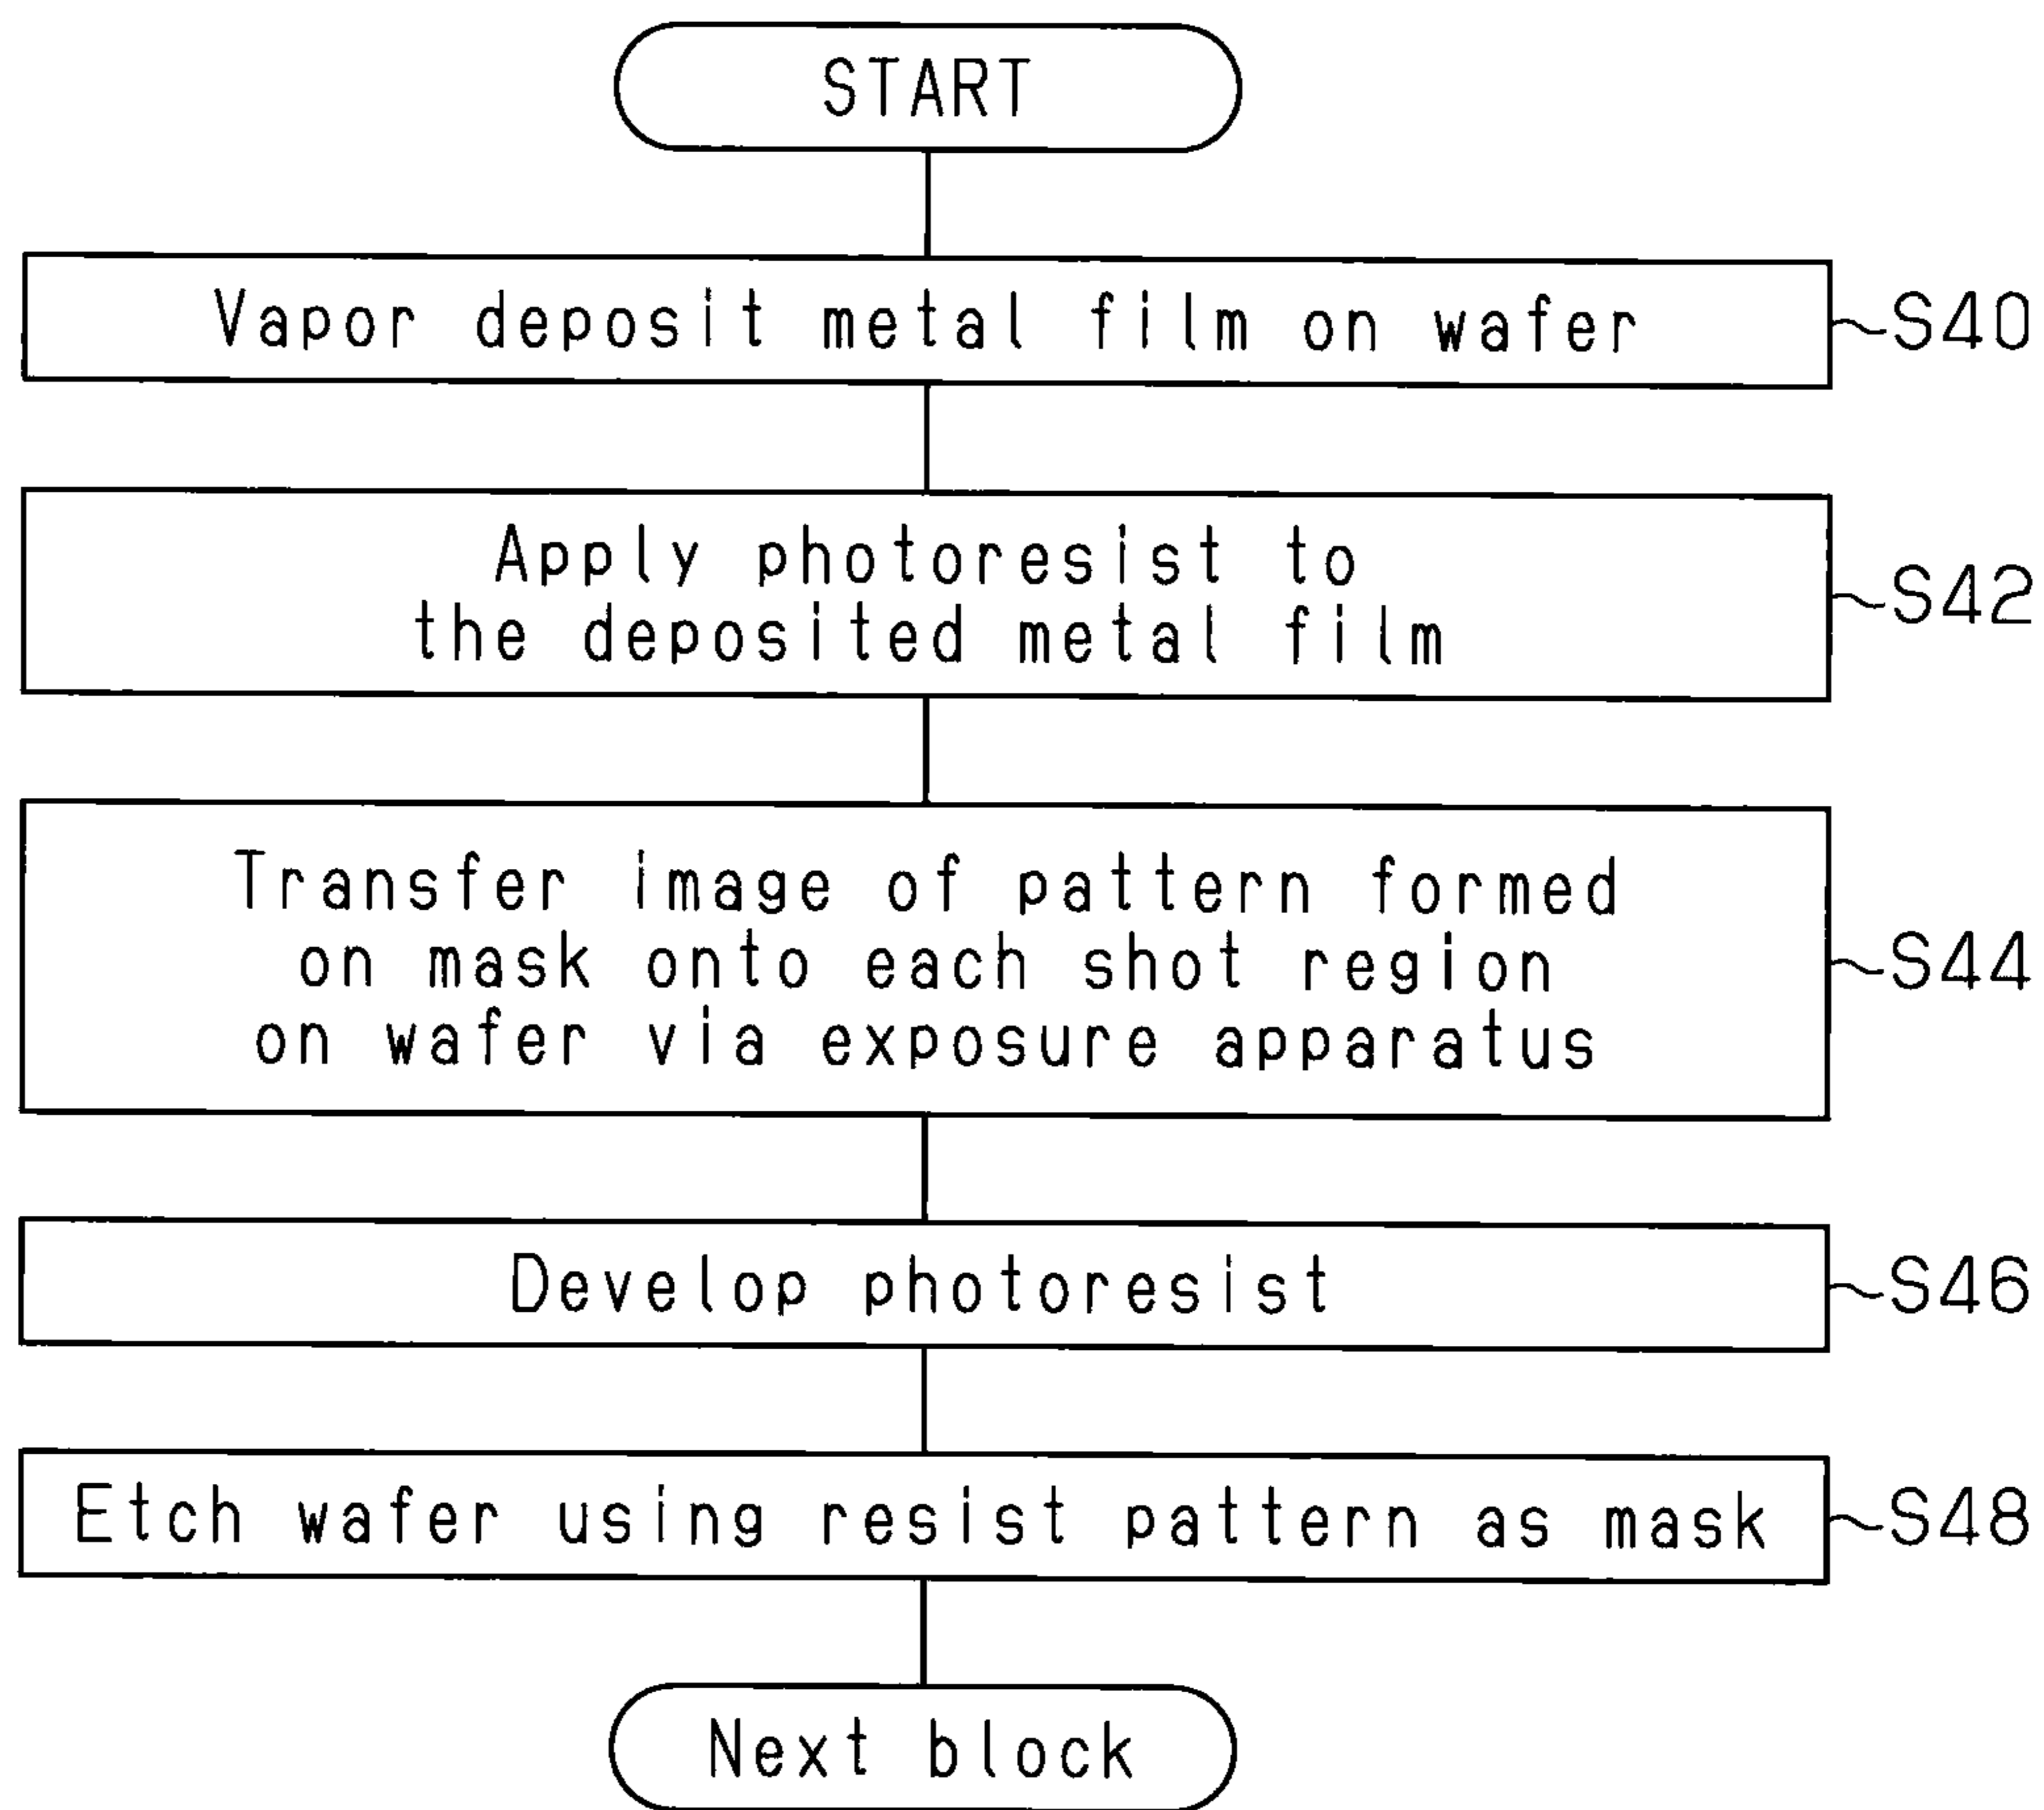 START
Vapor deposit metal film on wafer
S40
Apply photoresist to
the deposited metal film
S42
Transfer image of pattern formed
on mask onto each shot region
on wafer via exposure apparatus
S44
Develop photoresist
S46
Etch wafer using resist pattern as mask
S48
Next block